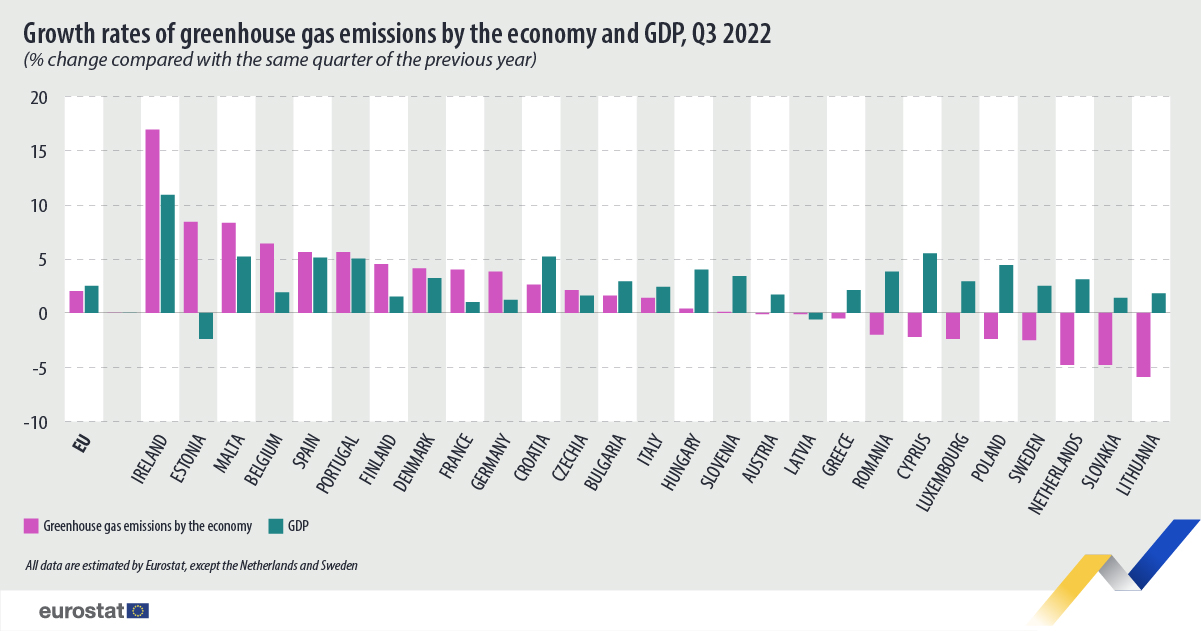 Growth rates of greenhouse gas emissions by the economy and GDP, Q3 2022
(% change compared with the same quarter of the previous year)
20
15
10
5
0
-5
-10
EU
IRELAND
ESTONIA
MALTA
BELGIUM
SPAIN
PORTUGAL
FINLAND
DENMARK
FRANCE
GERMANY
CROATIA
CZECHIA
BULGARIA
ITALY
HUNGARY
SLOVENIA
AUSTRIA
LATVIA
GREECE
ROMANIA
CYPRUS
LUXEMBOURG
POLAND
SWEDEN
NETHERLANDS
SLOVAKIA
LITHUANIA
Greenhouse gas emissions by the economy
GDP
All data are estimated by Eurostat, except the Netherlands and Sweden
eurostat